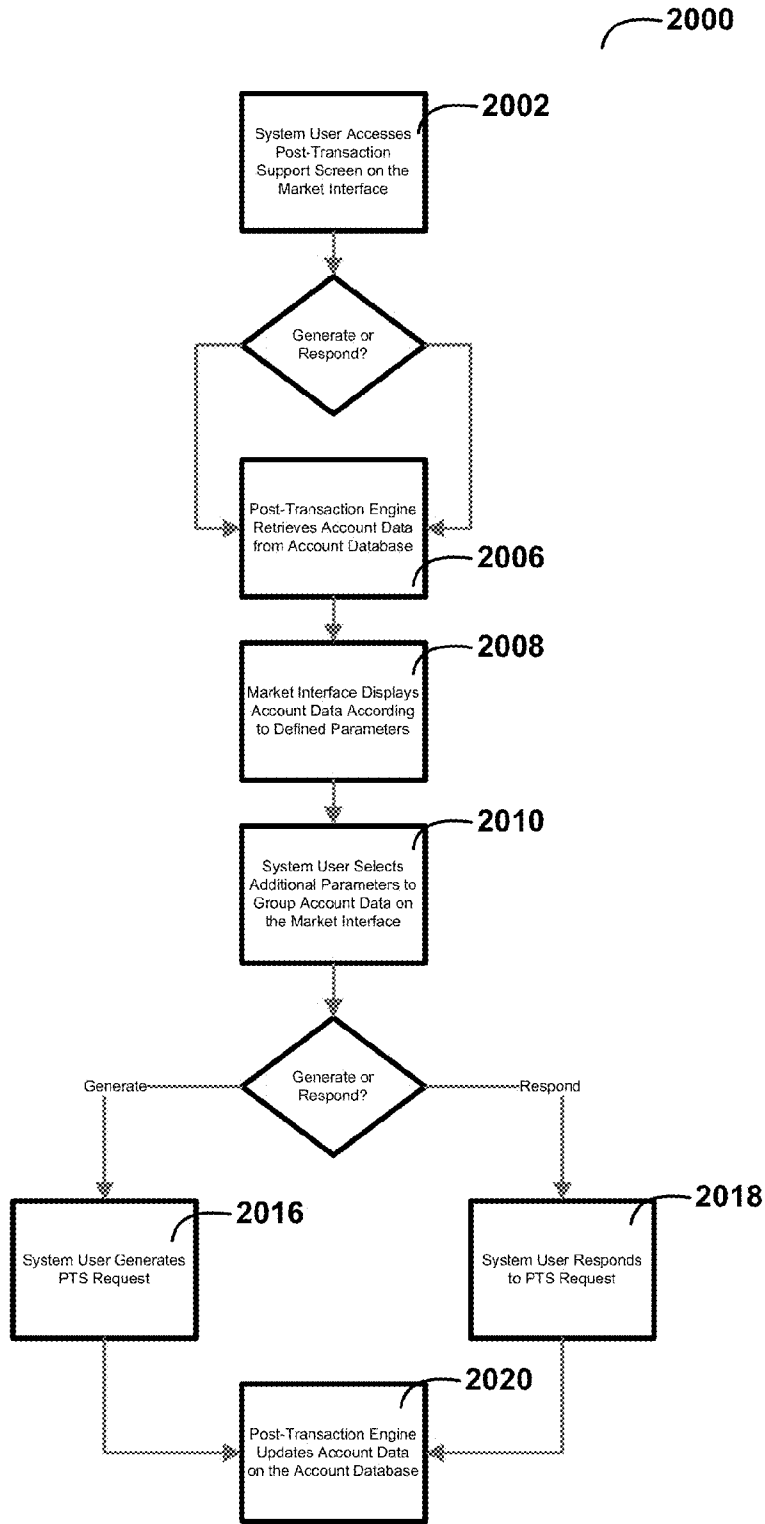 2000
2002
System User Accesses
Post-Transaction
Support Screen on the
Market Interface
Generate or
Respond?
Post-Transaction Engine
Retrieves Account Data
from Account Database
2006
2008
Market Interface Displays
Account Data According
to Defined Parameters
2010
System User Selects
Additional Parameters to
Group Account Data on
the Market Interface
Generate or
Respond?
Generate
Respond
2016
System User Generates
PTS Request
2018
System User Responds
to PTS Request
2020
Post-Transaction Engine
Updates Account Data
on the Account Database